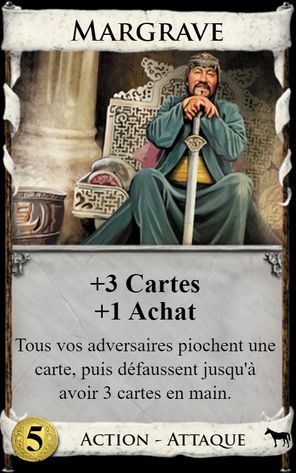 MARGRAVE
+3 Cartes
+1 Achat
Tous vos adversaires piochent une
carte, puis défaussent jusqu'à
avoir 3 cartes en main.
5
ACTION - ATTAQUE